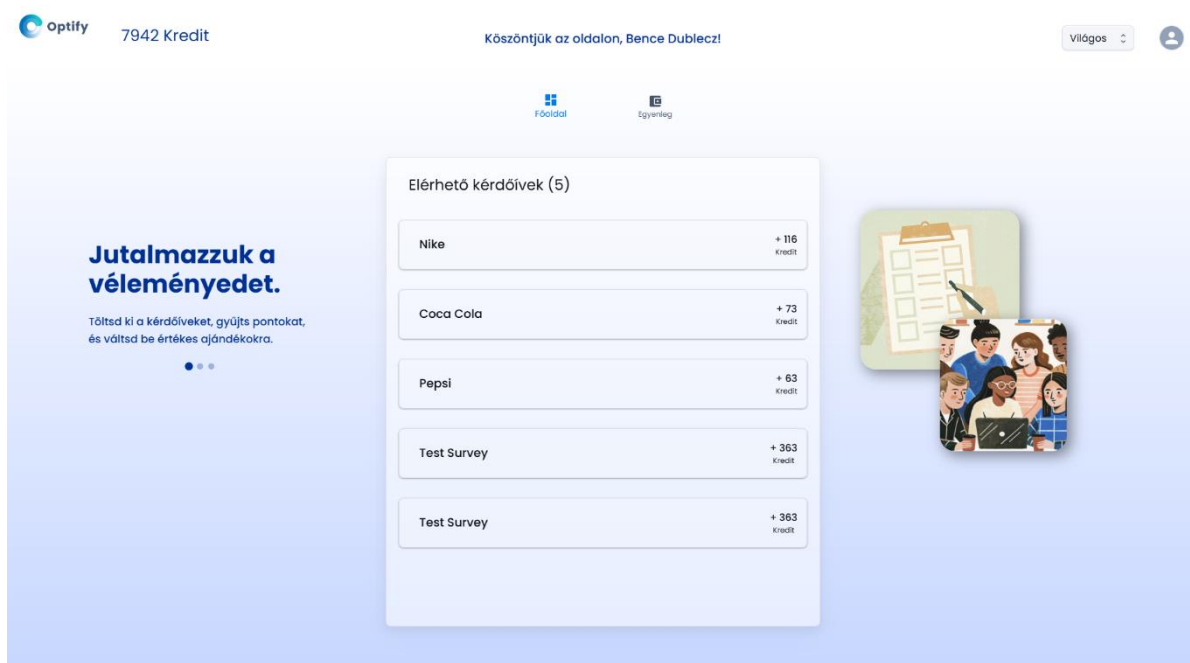 Optify
7942 Kredit
Köszöntjük az oldalon, Bence Dublecz!
Világos
Főoldal
Egyenleg
Elérhető kérdőívek (5)
Jutalmazzuk a
véleményedet.
Töltsd ki a kérdőíveket, gyűjts pontokat,
és váltsd be értékes ajándékokra.
Nike
+ 116
Kredit
Coca Cola
+ 73
Kredit
Pepsi
+ 63
Kredit
Test Survey
+ 363
Kredit
Test Survey
+ 363
Kredit